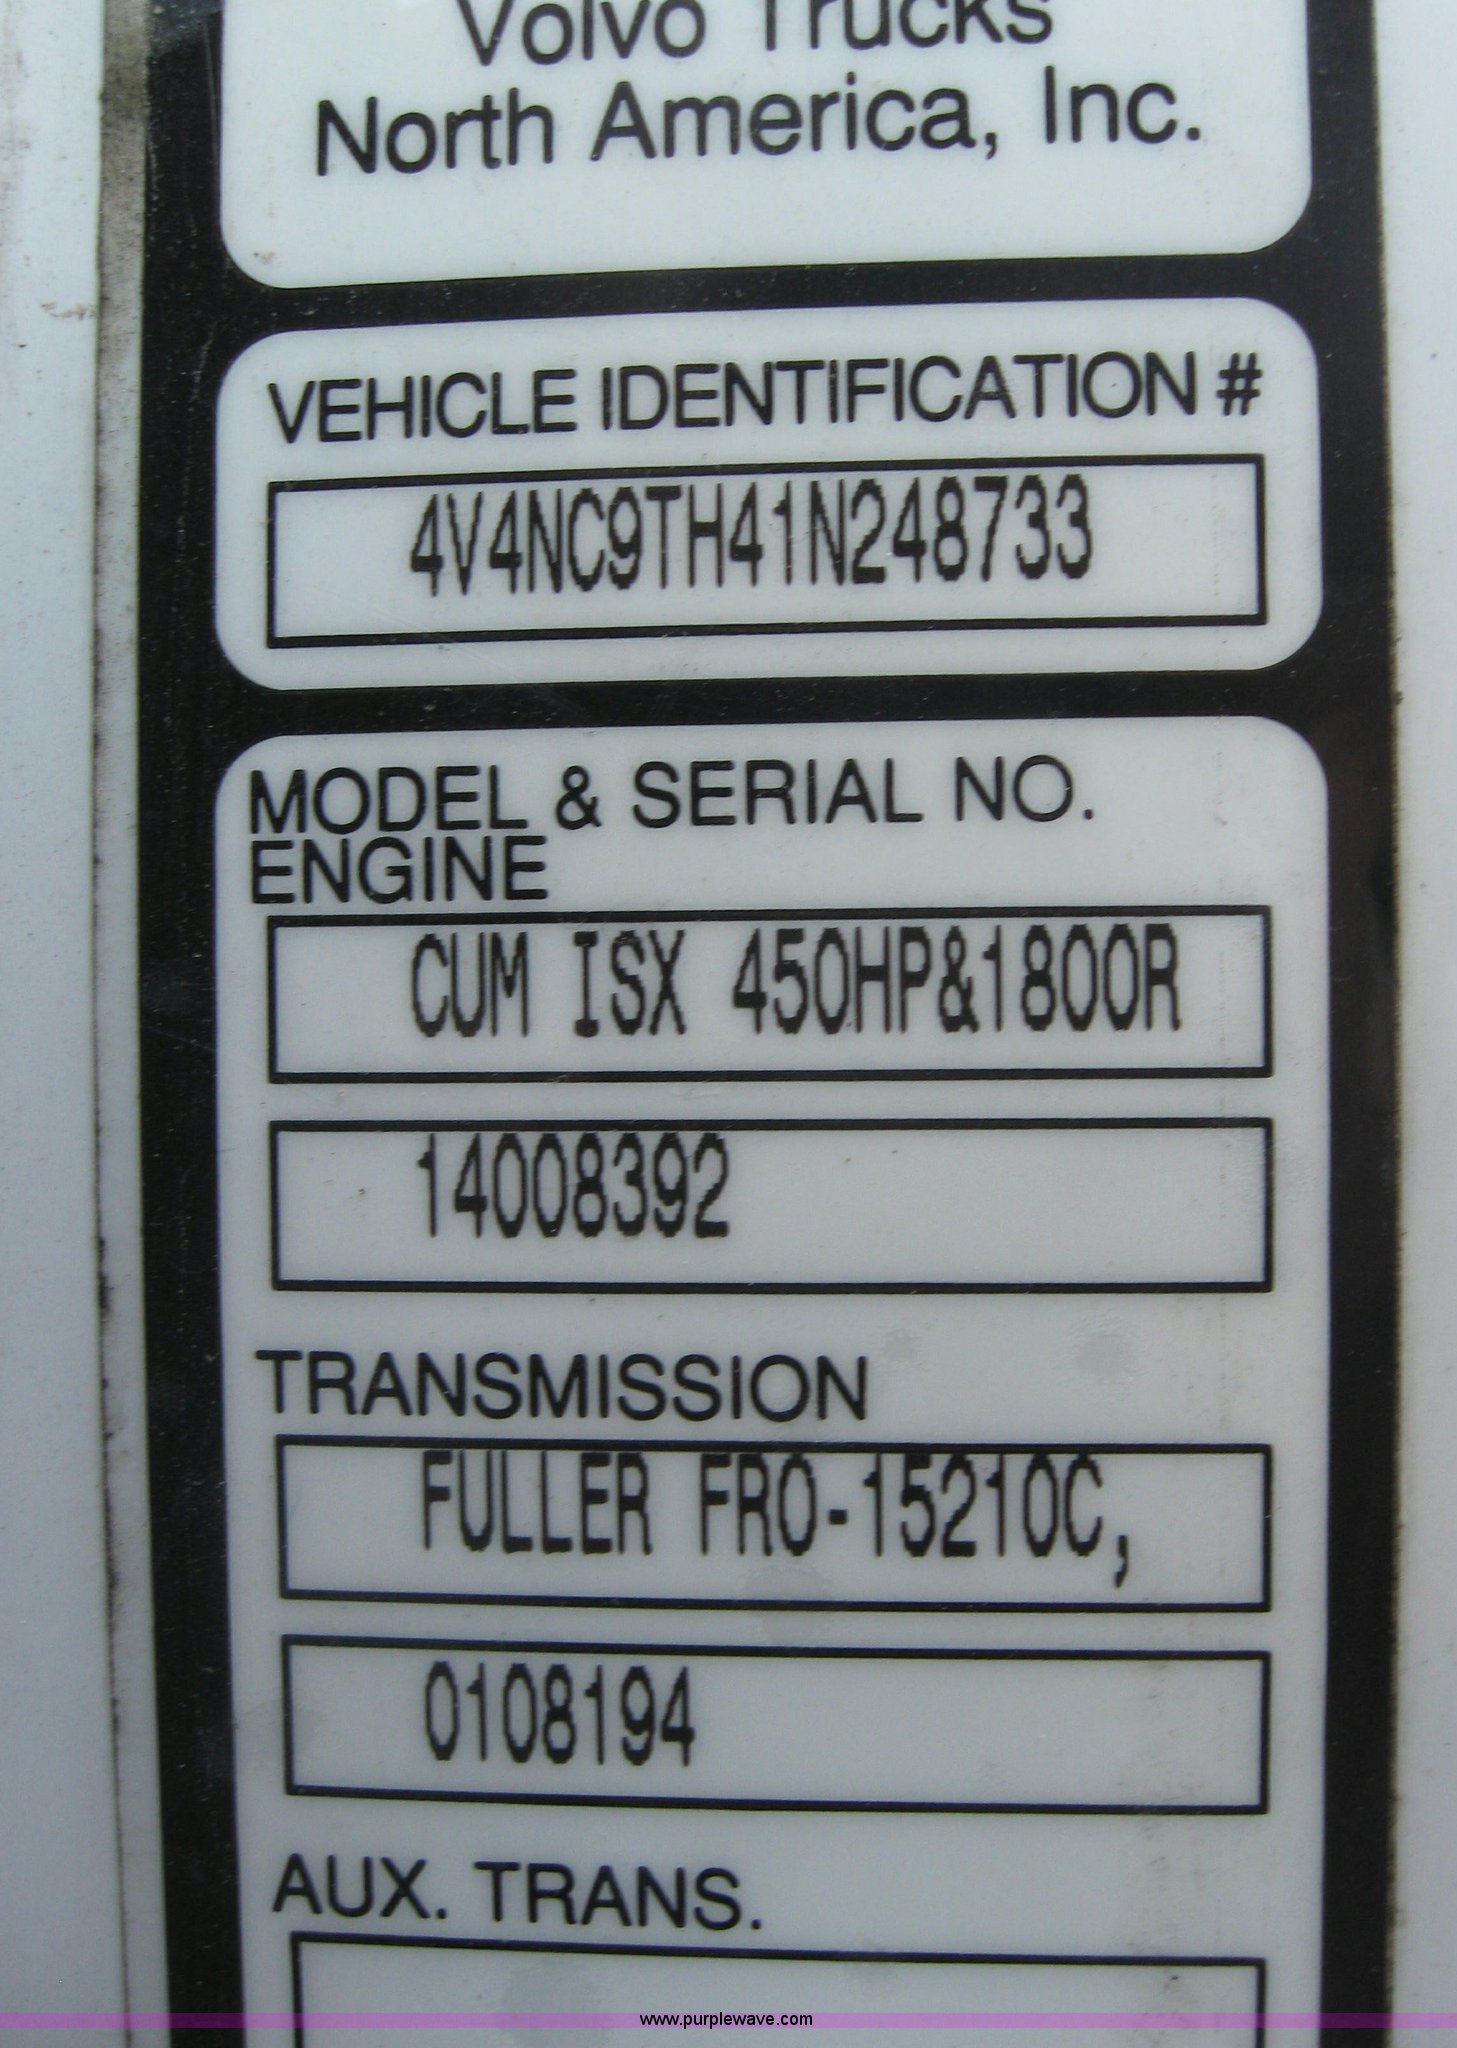 Volvo Trucks
North America, Inc.
VEHICLE IDENTIFICATION #
4V4NC9TH41N248733
MODEL & SERIAL NO.
ENGINE
CUM ISX 450HP&1800R
14008392
TRANSMISSION
FULLER FRO-15210C,
0108194
AUX. TRANS.
www.purplewave.com